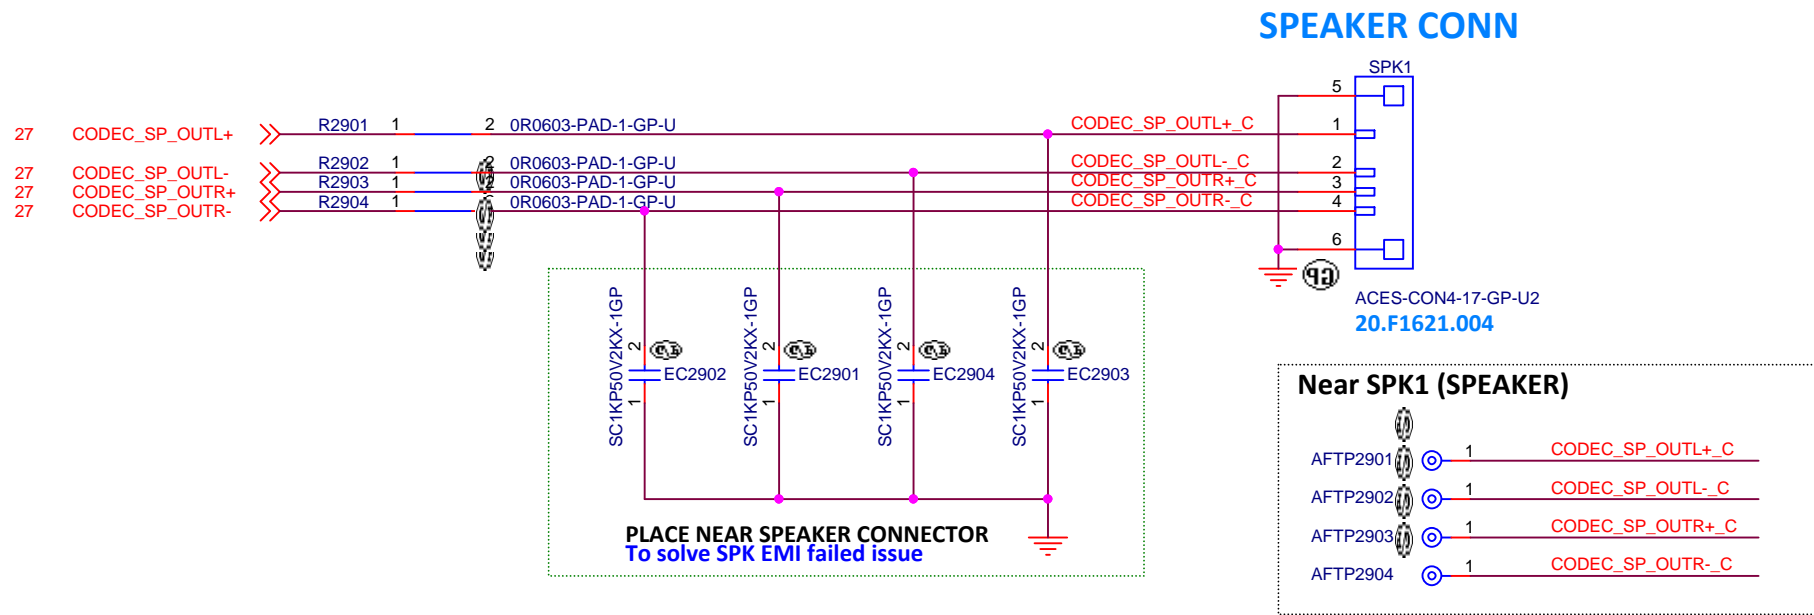 SPEAKER CONN
SPK1
5
27 CODEC_SP_OUTL+ R2901 1 2 0R0603-PAD-1-GP-U CODEC_SP_OUTL+_C 1
27 CODEC_SP_OUTL- R2902 1 2 0R0603-PAD-1-GP-U CODEC_SP_OUTL-_C 2
27 CODEC_SP_OUTR+ R2903 1 2 0R0603-PAD-1-GP-U CODEC_SP_OUTR+_C 3
27 CODEC_SP_OUTR- R2904 1 0R0603-PAD-1-GP-U CODEC_SP_OUTR-_C 4
6
GP
ACES-CON4-17-GP-U2
20.F1621.004
SC1KP50V2KX-1GP 2 1 EC2902
SC1KP50V2KX-1GP 2 1 EC2901
SC1KP50V2KX-1GP 2 1 EC2904
SC1KP50V2KX-1GP 2 1 EC2903
PLACE NEAR SPEAKER CONNECTOR
To solve SPK EMI failed issue
Near SPK1 (SPEAKER)
AFTP2901 1 CODEC_SP_OUTL+_C
AFTP2902 1 CODEC_SP_OUTL-_C
AFTP2903 1 CODEC_SP_OUTR+_C
AFTP2904 1 CODEC_SP_OUTR-_C